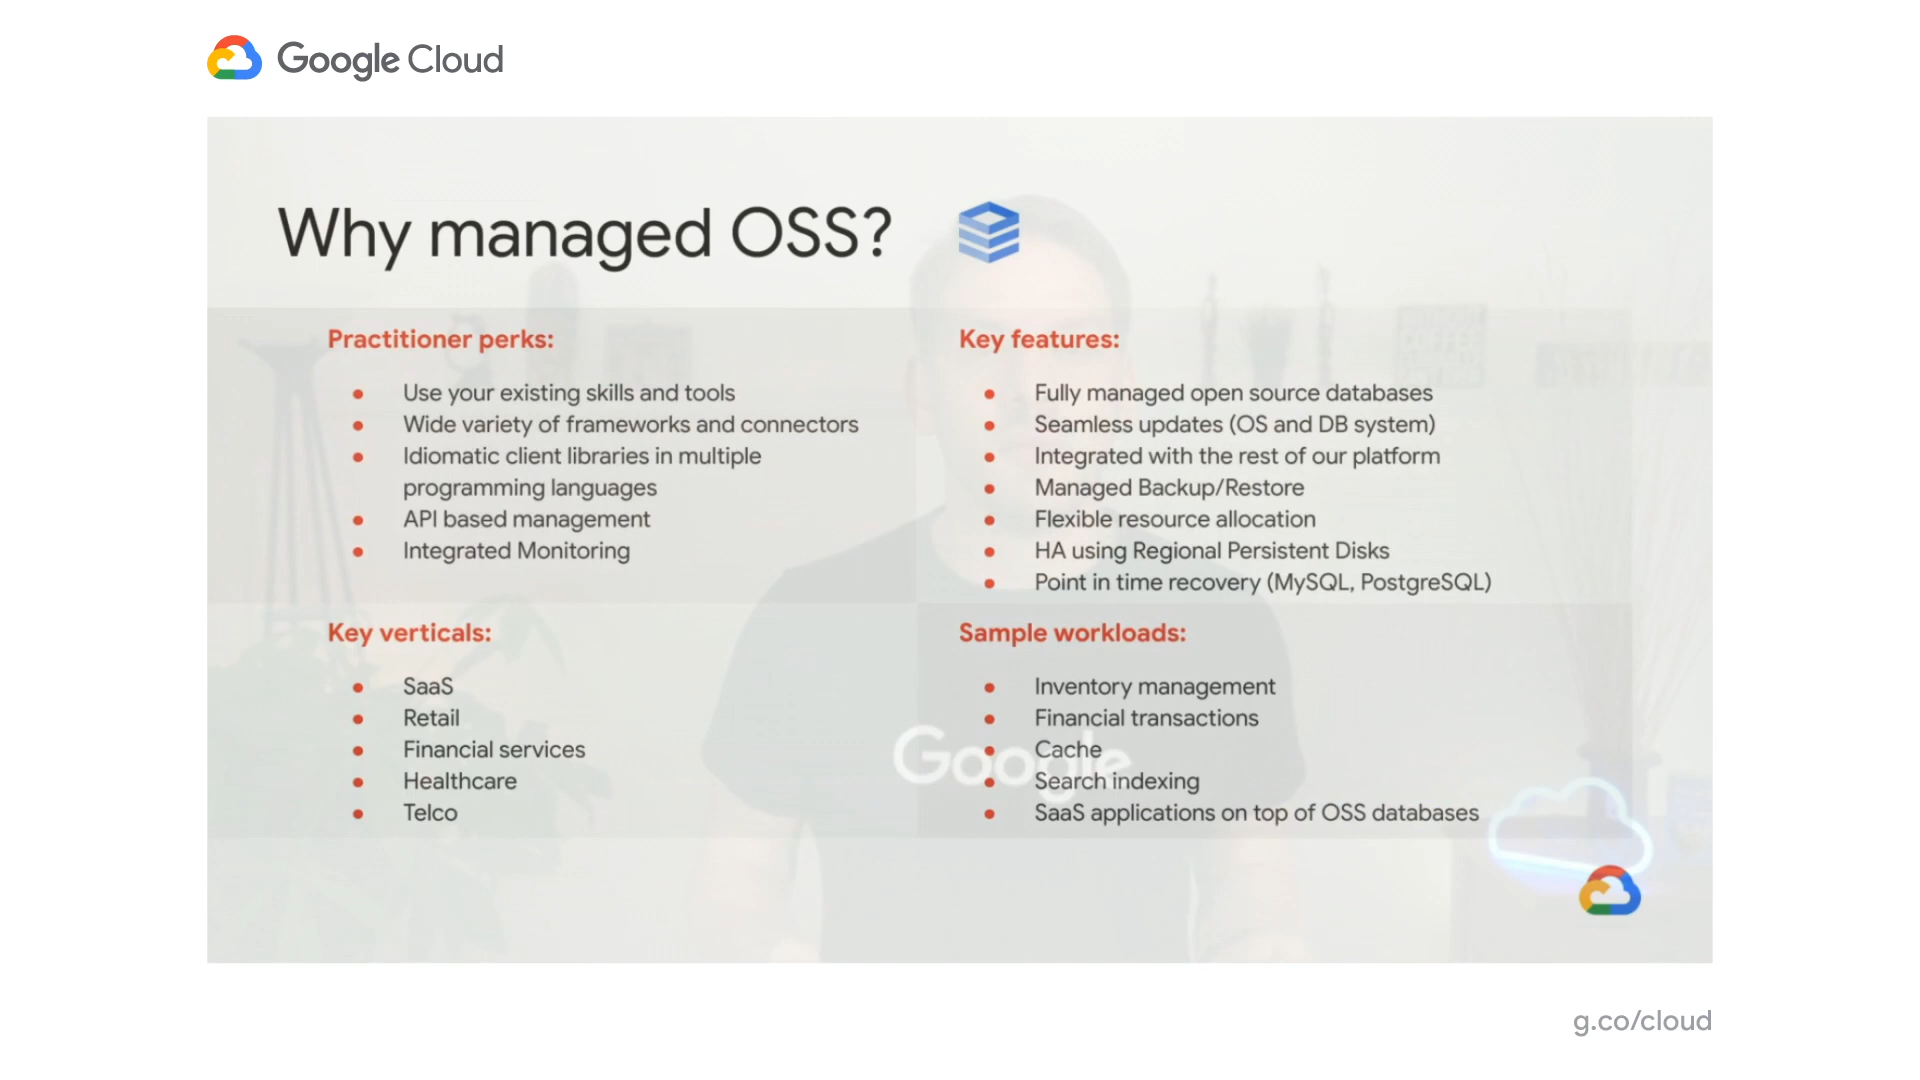 Google Cloud
Why managed OSS?
Practitioner perks:
Use your existing skills and tools
Wide variety of frameworks and connectors
Idiomatic client libraries in multiple
programming languages
API based management
Integrated Monitoring
Key features:
Fully managed open source databases
Seamless updates (OS and DB system)
Integrated with the rest of our platform
Managed Backup/Restore
Flexible resource allocation
HA using Regional Persistent Disks
Point in time recovery (MySQL, PostgreSQL)
Key verticals:
SaaS
Retail
Financial services
Healthcare
Telco
Sample workloads:
Inventory management
Financial transactions
Cache
Search indexing
SaaS applications on top of OSS databases
Google
g.co/cloud